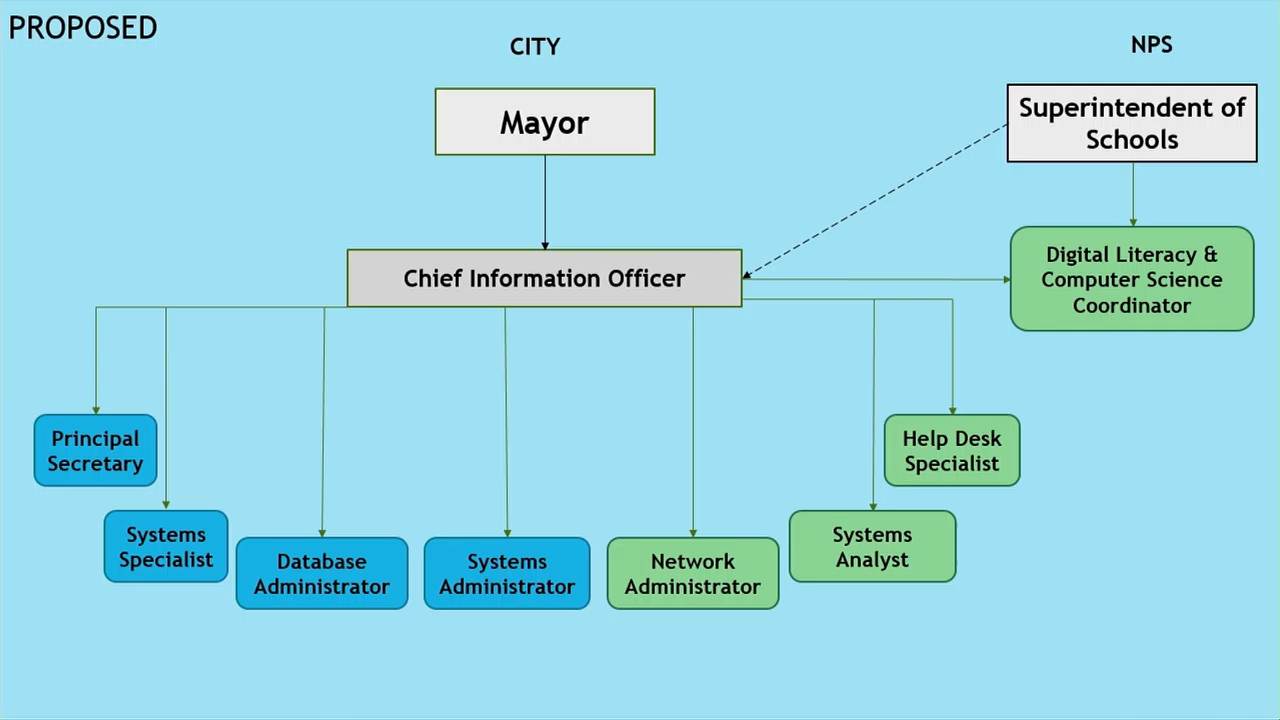 PROPOSED
CITY
NPS
Mayor
Superintendent of
Schools
Chief Information Officer
Digital Literacy &
Computer Science
Coordinator
Principal
Secretary
Help Desk
Specialist
Systems
Specialist
Database
Administrator
Systems
Administrator
Network
Administrator
Systems
Analyst